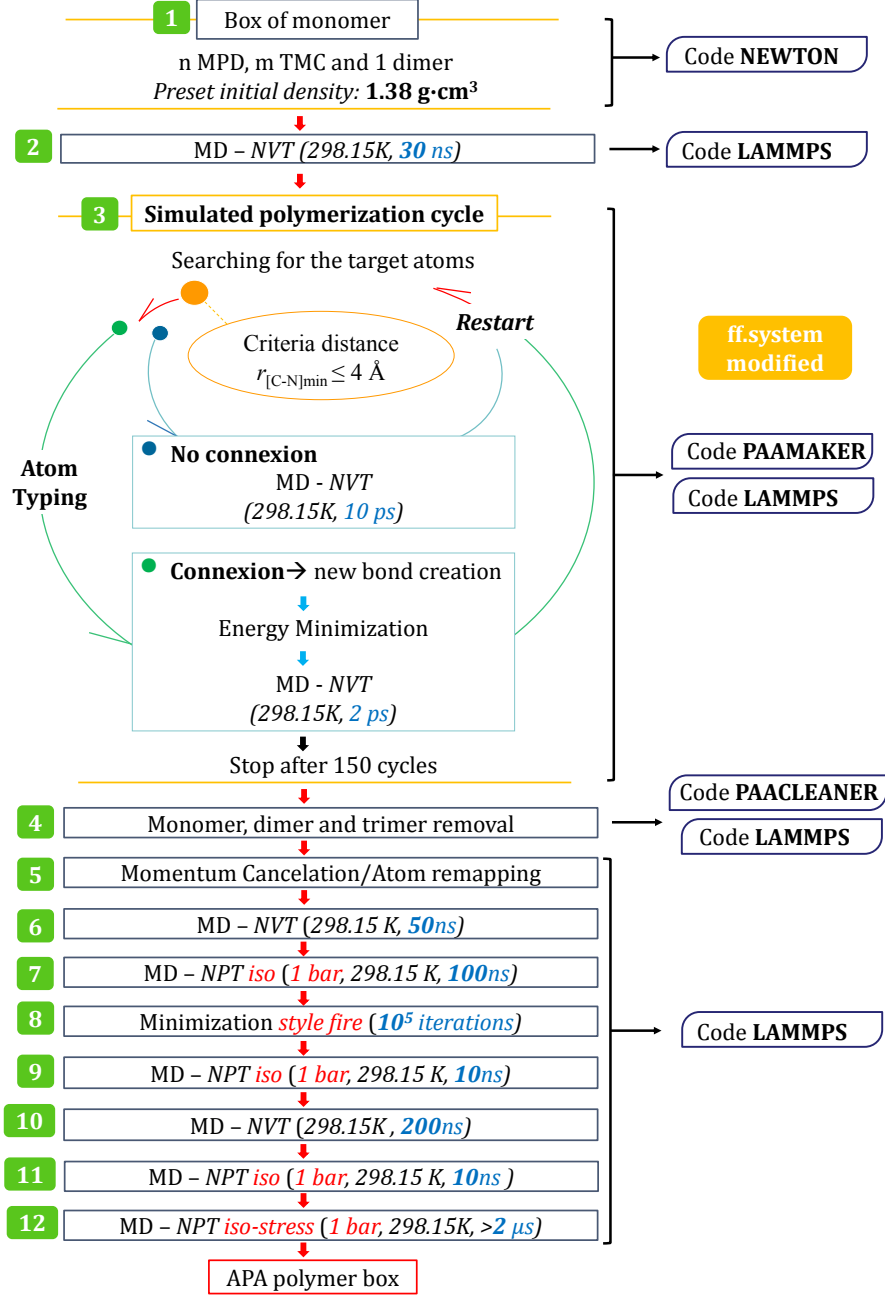 1
Box of monomer
n MPD, m TMC and 1 dimer
Preset initial density: 1.38 g·cm³
Code NEWTON
2
MD – NVT (298.15K, 30 ns)
Code LAMMPS
3
Simulated polymerization cycle
Searching for the target atoms
Restart
Criteria distance
r[C-N]min ≤ 4 Å
ff.system
modified
No connexion
MD - NVT
(298.15K, 10 ps)
Atom
Typing
Code PAAMAKER
Code LAMMPS
Connexion→ new bond creation
Energy Minimization
MD - NVT
(298.15K, 2 ps)
Stop after 150 cycles
4
Monomer, dimer and trimer removal
Code PAACLEANER
Code LAMMPS
5
Momentum Cancelation/Atom remapping
6
MD – NVT (298.15 K, 50ns)
7
MD – NPT iso (1 bar, 298.15 K, 100ns)
8
Minimization style fire (10⁵ iterations)
9
MD – NPT iso (1 bar, 298.15 K, 10ns)
10
MD – NVT (298.15K , 200ns)
11
MD – NPT iso (1 bar, 298.15 K, 10ns )
12
MD – NPT iso-stress (1 bar, 298.15K, >2 μs)
Code LAMMPS
APA polymer box